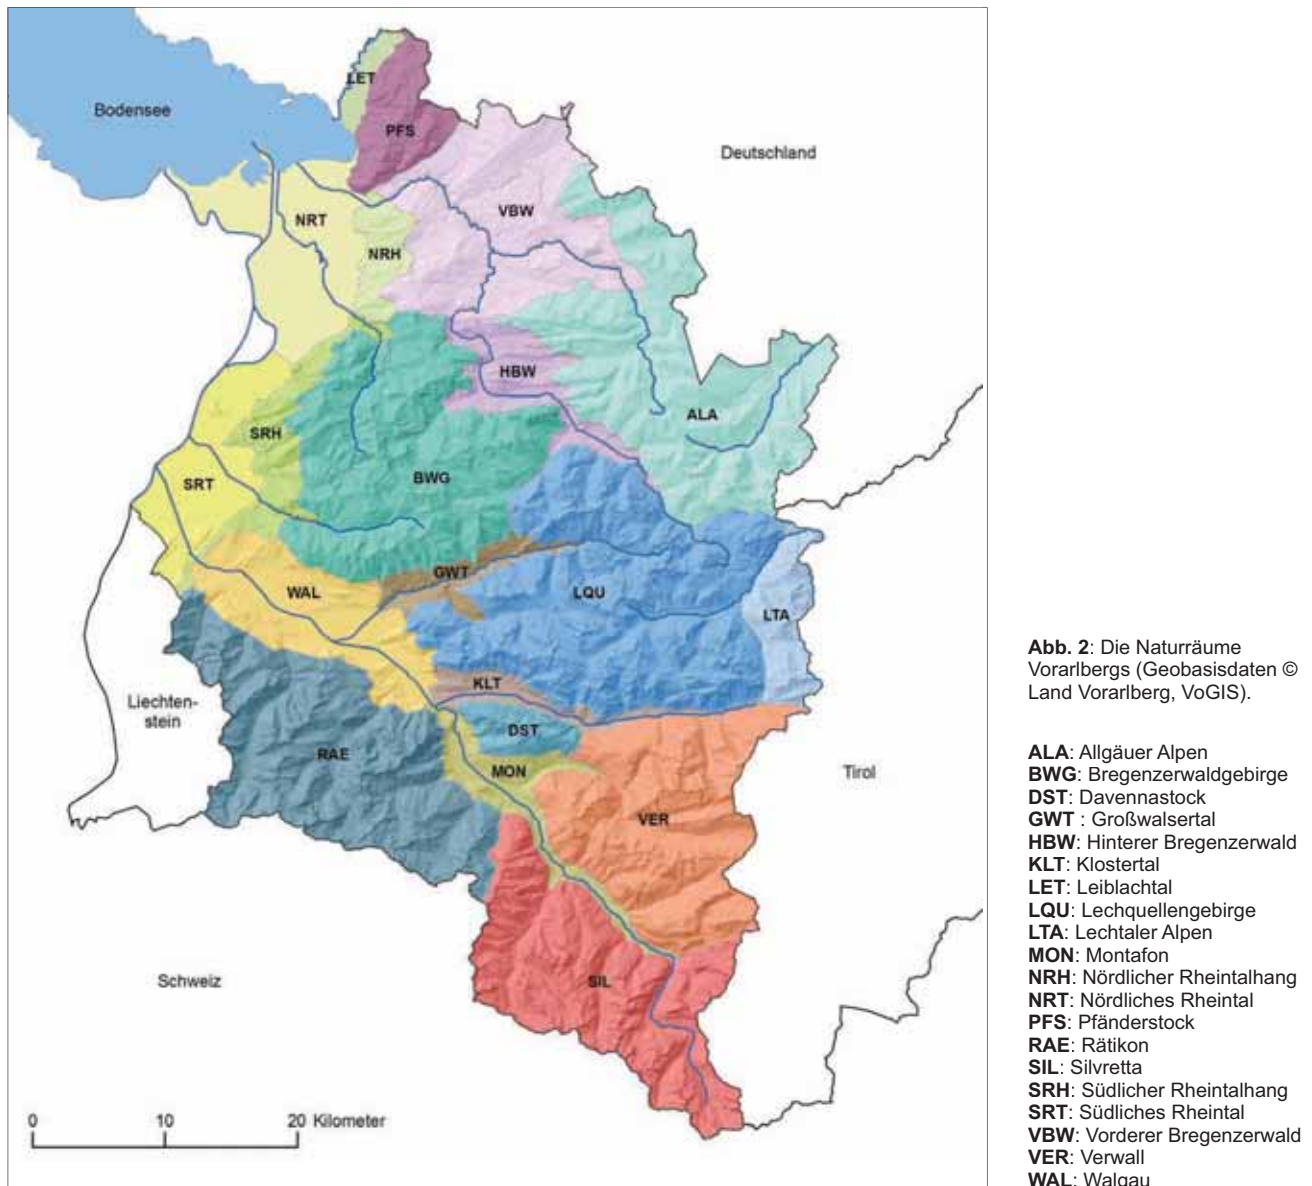 Bodensee
LET
PFS
Deutschland
VBW
NRT
NRH
HBW
ALA
SRH
BWG
SRT
GWT
WAL
LQU
LTA
KLT
Liechten-
stein
DST
RAE
MON
Tirol
VER
Schweiz
SIL
0 10 20 Kilometer
Abb. 2: Die Naturräume
Vorarlbergs (Geobasisdaten ©
Land Vorarlberg, VoGIS).
ALA: Allgäuer Alpen
BWG: Bregenzerwaldgebirge
DST: Davennastock
GWT : Großwalsertal
HBW: Hinterer Bregenzerwald
KLT: Klostertal
LET: Leiblachtal
LQU: Lechquellengebirge
LTA: Lechtaler Alpen
MON: Montafon
NRH: Nördlicher Rheintalhang
NRT: Nördliches Rheintal
PFS: Pfänderstock
RAE: Rätikon
SIL: Silvretta
SRH: Südlicher Rheintalhang
SRT: Südliches Rheintal
VBW: Vorderer Bregenzerwald
VER: Verwall
WAL: Walgau